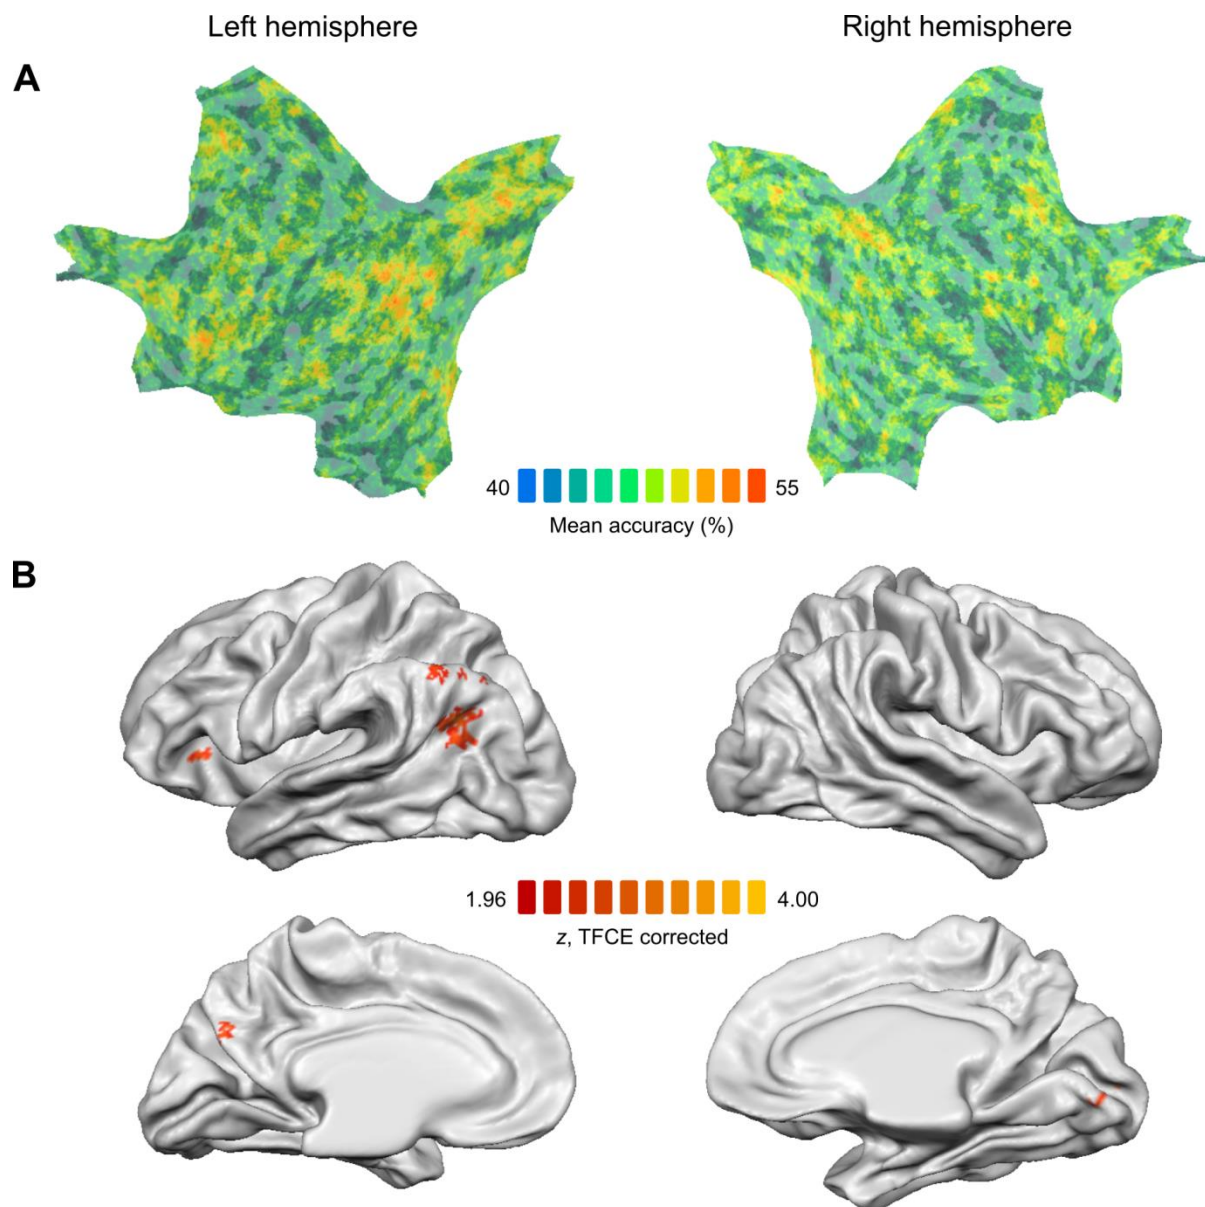 Left hemisphere
Right hemisphere
A
40
55
Mean accuracy (%)
B
1.96
4.00
z, TFCE corrected